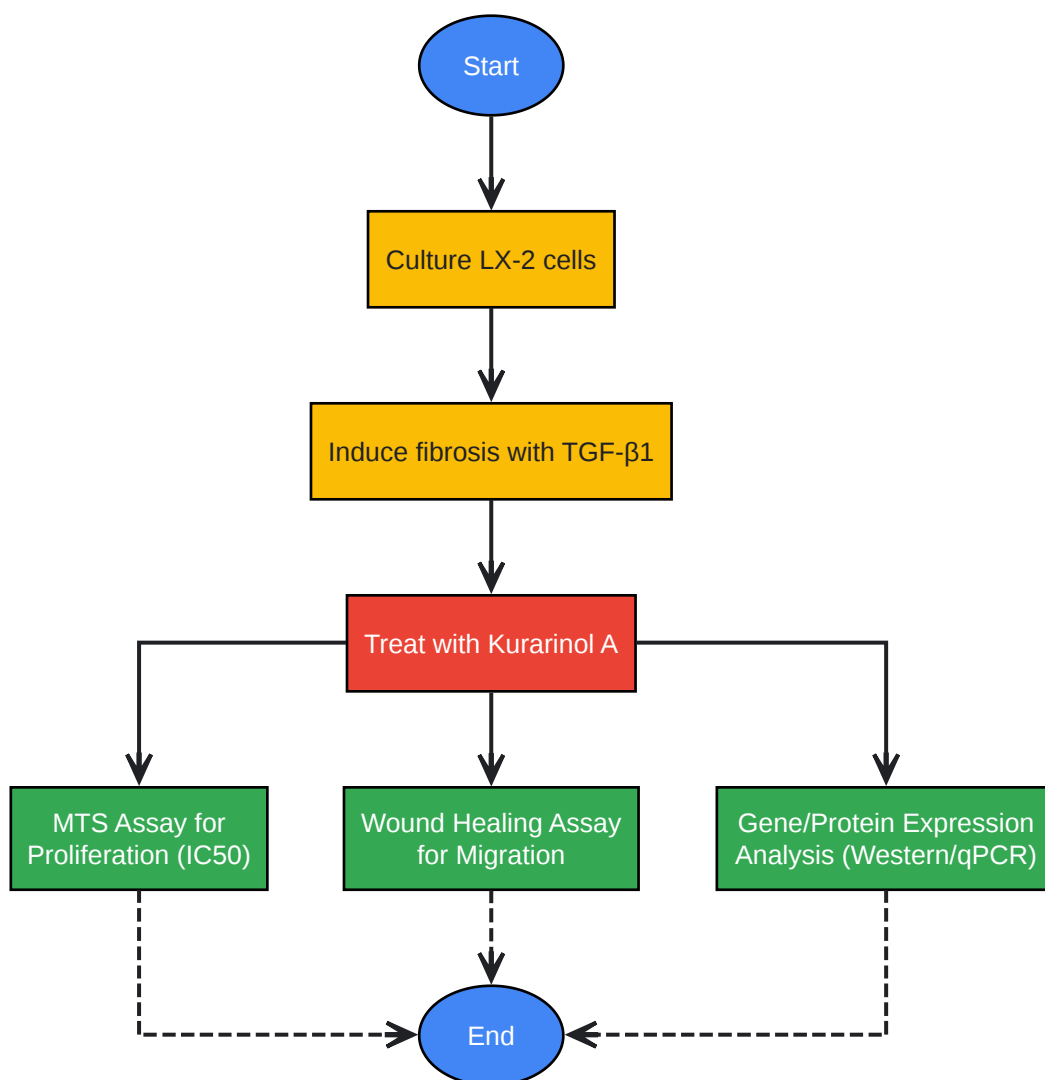 Start
Culture LX-2 cells
Induce fibrosis with TGF-β1
Treat with Kurarinol A
MTS Assay for
Proliferation (IC50)
Wound Healing Assay
for Migration
Gene/Protein Expression
Analysis (Western/qPCR)
End